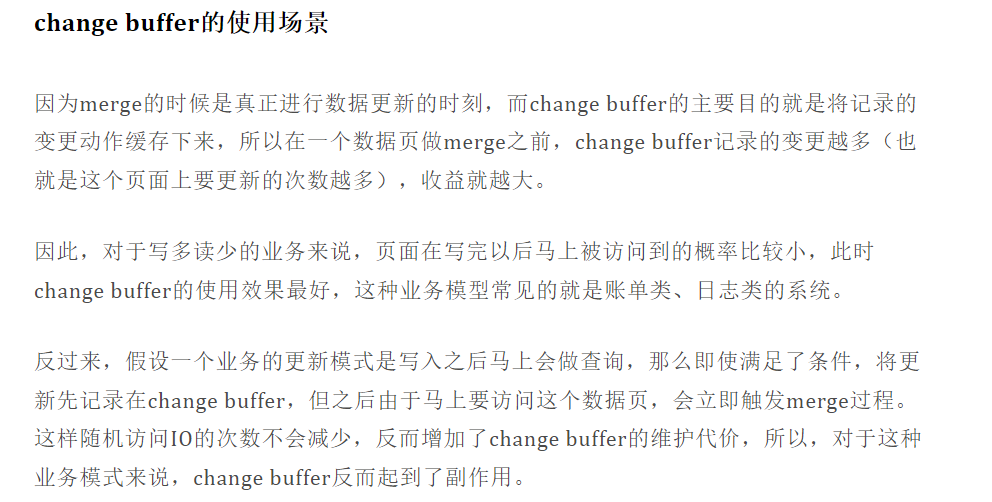 change buffer的使用场景
因为merge的时候是真正进行数据更新的时刻，而change buffer的主要目的就是将记录的
变更动作缓存下来，所以在一个数据页做merge之前，change buffer记录的变更越多（也
就是这个页面上要更新的次数越多），收益就越大。
因此，对于写多读少的业务来说，页面在写完以后马上被访问到的概率比较小，此时
change buffer的使用效果最好，这种业务模型常见的就是账单类、日志类的系统。
反过来，假设一个业务的更新模式是写入之后马上会做查询，那么即使满足了条件，将更
新先记录在change buffer，但之后由于马上要访问这个数据页，会立即触发merge过程。
这样随机访问IO的次数不会减少，反而增加了change buffer的维护代价，所以，对于这种
业务模式来说，change buffer反而起到了副作用。